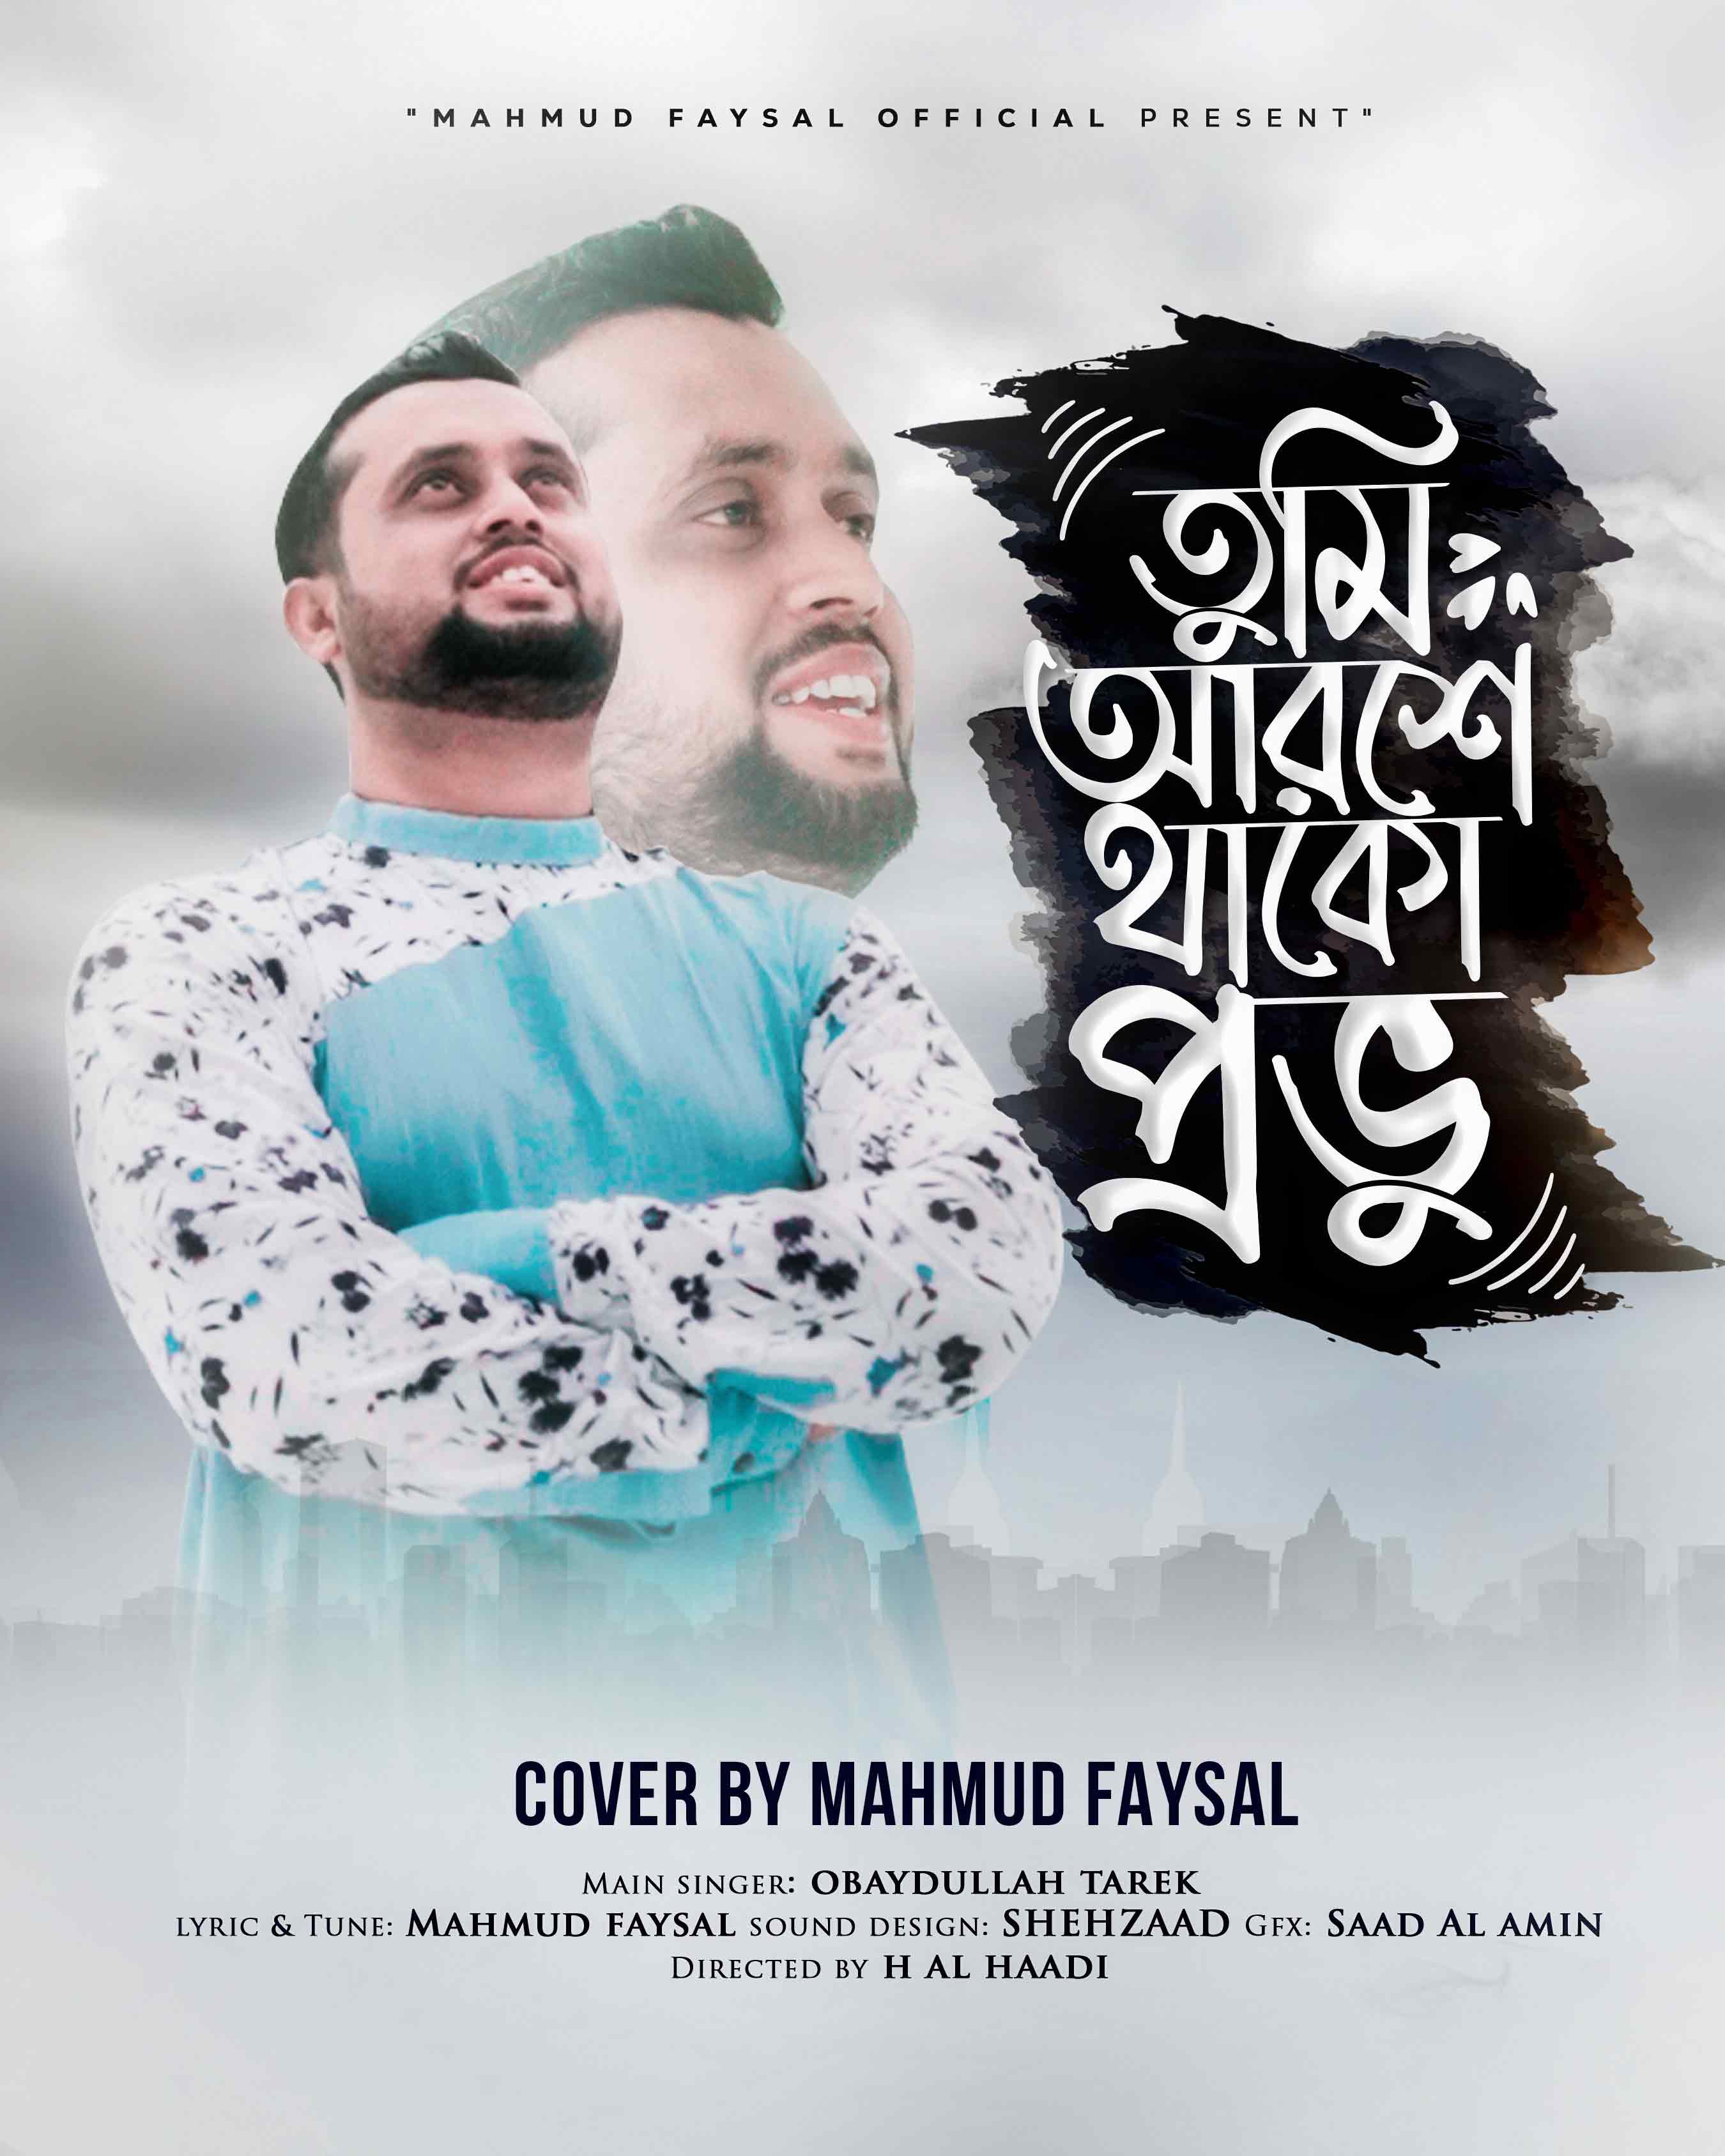 "MAHMUD FAYSAL OFFICIAL PRESENT"
তুমি
আরশে
থাকো
প্রভু
COVER BY MAHMUD FAYSAL
MAIN SINGER: OBAYDULLAH TAREK
LYRIC & TUNE: MAHMUD FAYSAL SOUND DESIGN: SHEHZAAD GFX: SAAD AL AMIN
DIRECTED BY H AL HAADI